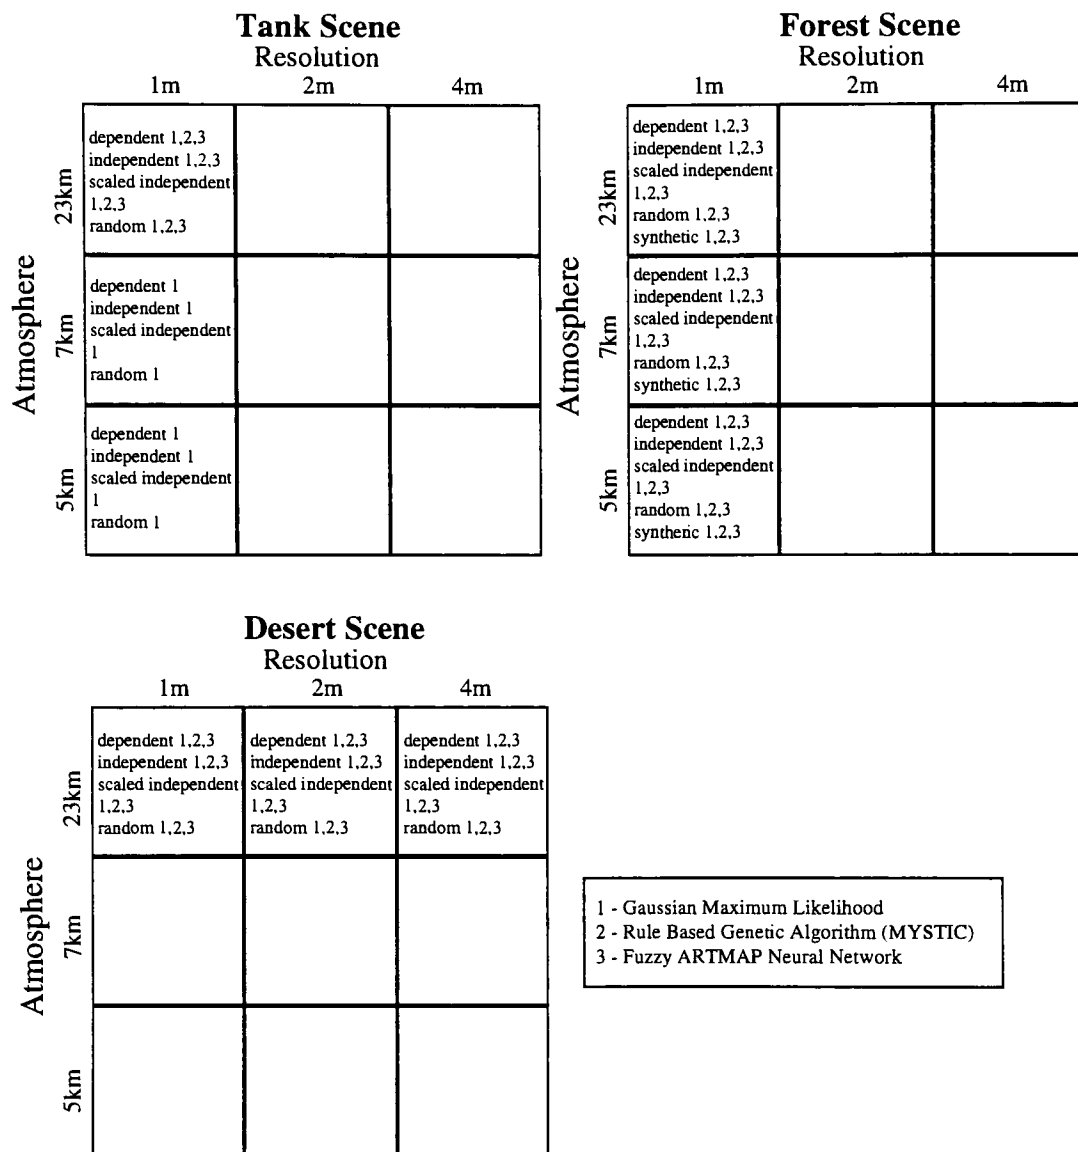 Tank Scene
Resolution
1m 2m 4m
Atmosphere
23km
dependent 1,2,3
independent 1,2,3
scaled independent
1,2,3
random 1,2,3
7km
dependent 1
independent 1
scaled independent
1
random 1
5km
dependent 1
independent 1
scaled independent
1
random 1
Forest Scene
Resolution
1m 2m 4m
Atmosphere
23km
dependent 1,2,3
independent 1,2,3
scaled independent
1,2,3
random 1,2,3
synthetic 1,2,3
7km
dependent 1,2,3
independent 1,2,3
scaled independent
1,2,3
random 1,2,3
synthetic 1,2,3
5km
dependent 1,2,3
independent 1,2,3
scaled independent
1,2,3
random 1,2,3
synthetic 1,2,3
Desert Scene
Resolution
1m 2m 4m
Atmosphere
23km
dependent 1,2,3
independent 1,2,3
scaled independent
1,2,3
random 1,2,3
dependent 1,2,3
independent 1,2,3
scaled independent
1,2,3
random 1,2,3
dependent 1,2,3
independent 1,2,3
scaled independent
1,2,3
random 1,2,3
7km
5km
1 - Gaussian Maximum Likelihood
2 - Rule Based Genetic Algorithm (MYSTIC)
3 - Fuzzy ARTMAP Neural Network